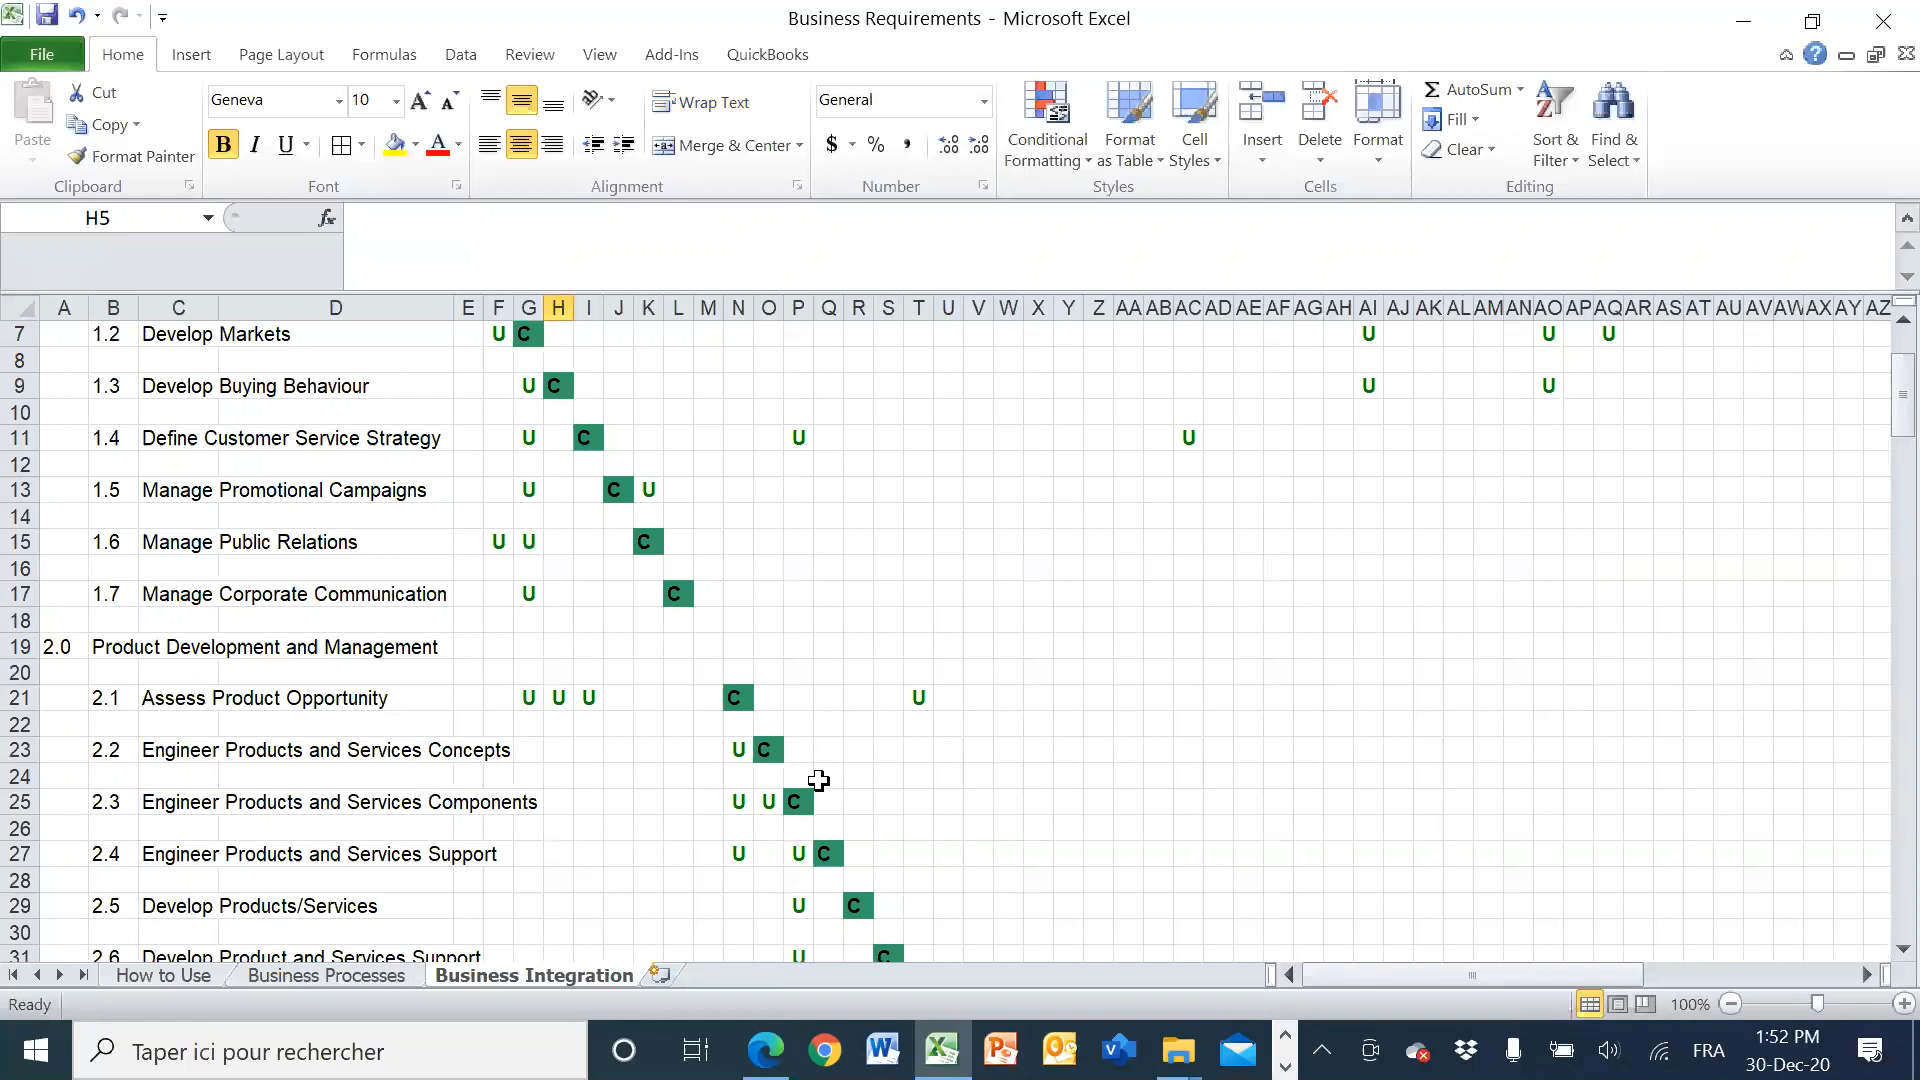 Business Requirements - Microsoft Excel
File Home Insert Page Layout Formulas Data Review View Add-Ins QuickBooks
Cut
Copy
Format Painter
Paste
Clipboard
Geneva 10
B I U
Font
Wrap Text
Merge & Center
Alignment
General
$ % ,
Number
Conditional Formatting
Format as Table
Cell Styles
Styles
Insert Delete Format
Cells
AutoSum
Fill
Clear
Sort & Filter
Find & Select
Editing
H5 fx
A B C D E F G H I J K L M N O P Q R S T U V W X Y Z AA AB AC AD AE AF AG AH AI AJ AK AL AM AN AO AP AQ AR AS AT AU AV AW AX AY AZ
7 1.2 Develop Markets U C U U U
8
9 1.3 Develop Buying Behaviour U C U U
10
11 1.4 Define Customer Service Strategy U C U U
12
13 1.5 Manage Promotional Campaigns U C U
14
15 1.6 Manage Public Relations U U C
16
17 1.7 Manage Corporate Communication U C
18
19 2.0 Product Development and Management
20
21 2.1 Assess Product Opportunity U U U C U
22
23 2.2 Engineer Products and Services Concepts U C
24
25 2.3 Engineer Products and Services Components U U C
26
27 2.4 Engineer Products and Services Support U U C
28
29 2.5 Develop Products/Services U C
30
31 2.6 Develop Product and Services Support U C
How to Use Business Processes Business Integration
Ready 100%
Taper ici pour rechercher
FRA
1:52 PM
30-Dec-20